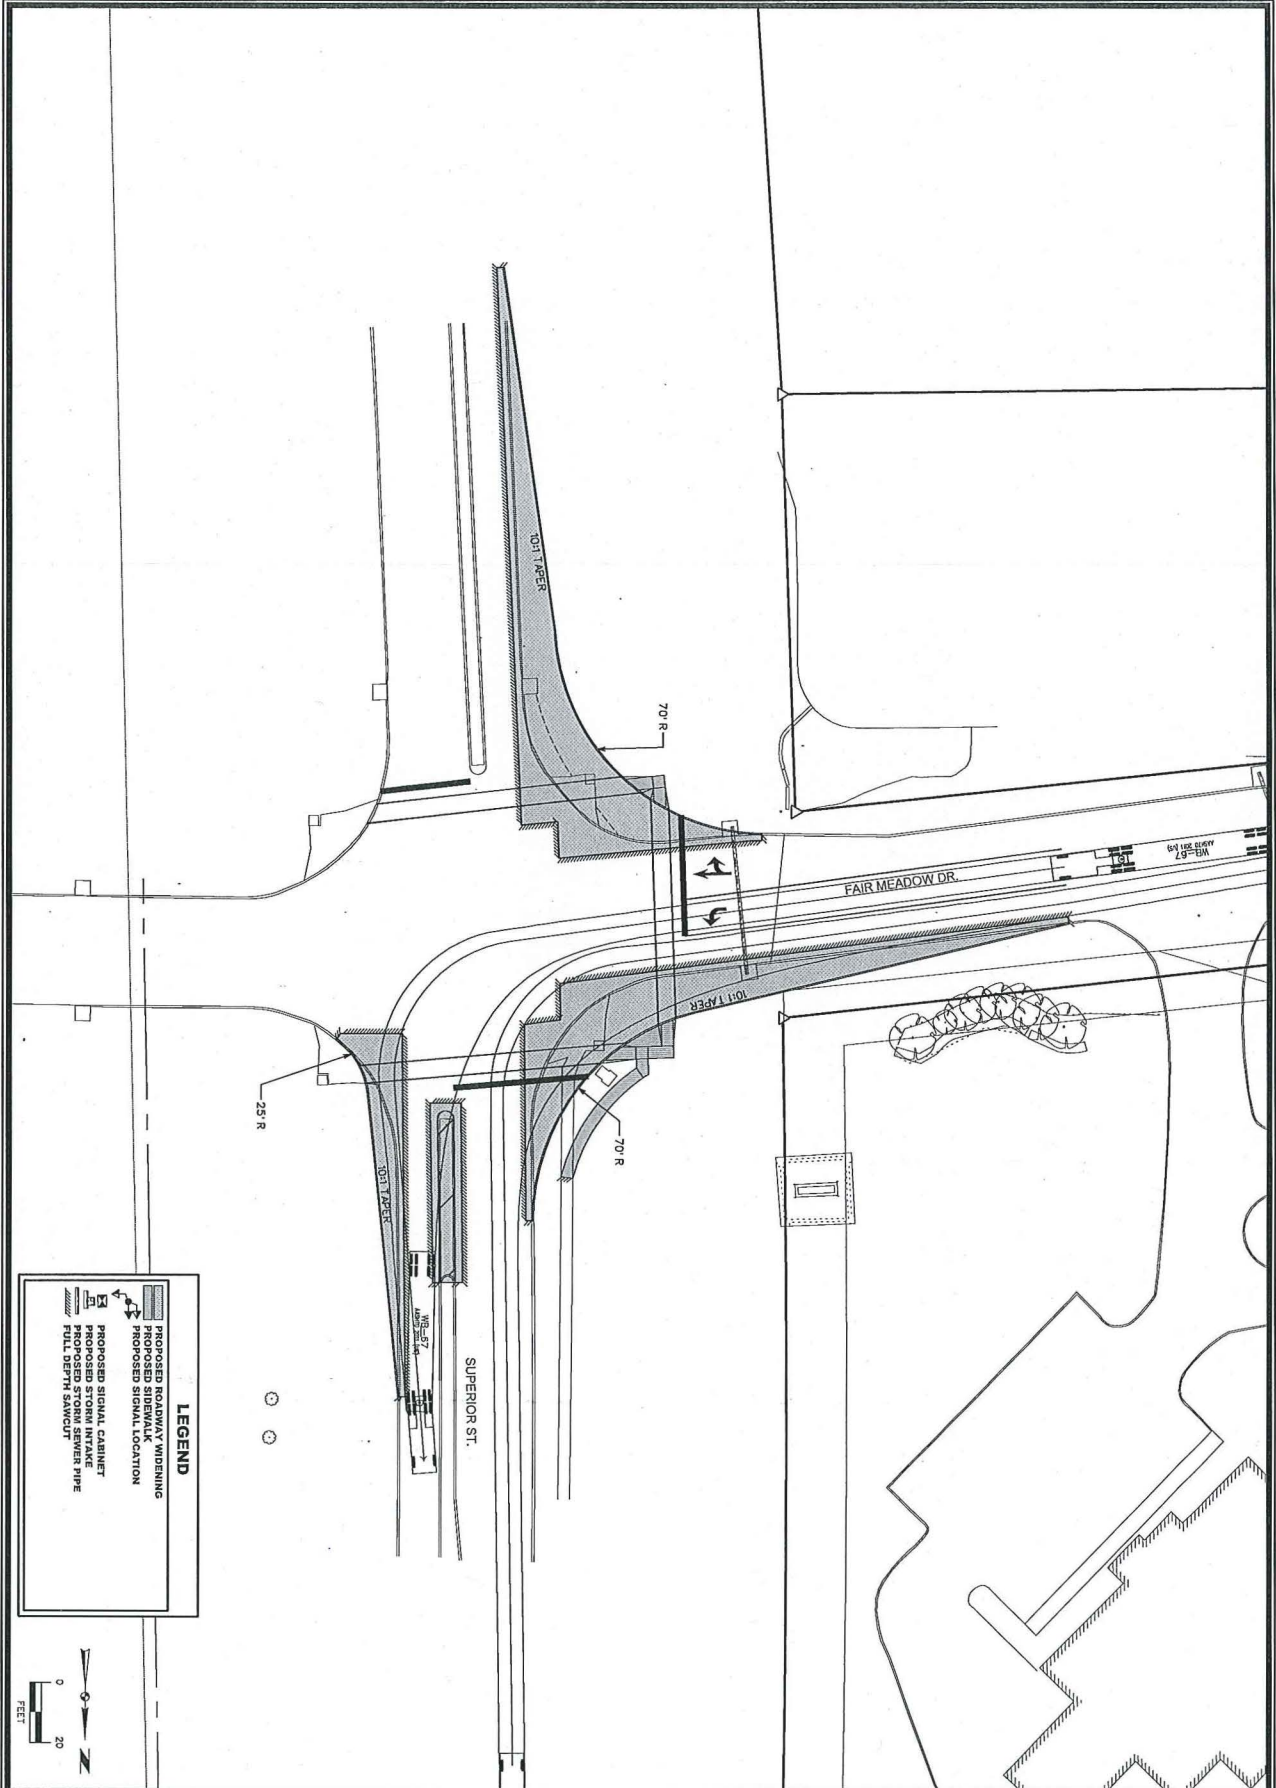 10:1 TAPER
70' R
FAIR MEADOW DR.
WB-67
10:1 TAPER
70' R
25' R
10:1 TAPER
WB-67
SUPERIOR ST.
LEGEND
PROPOSED ROADWAY WIDENING
PROPOSED SIDEWALK
PROPOSED SIGNAL LOCATION
PROPOSED SIGNAL CABINET
PROPOSED STORM INTAKE
PROPOSED STORM SEWER PIPE
FULL DEPTH SAWCUT
N
0 20
FEET